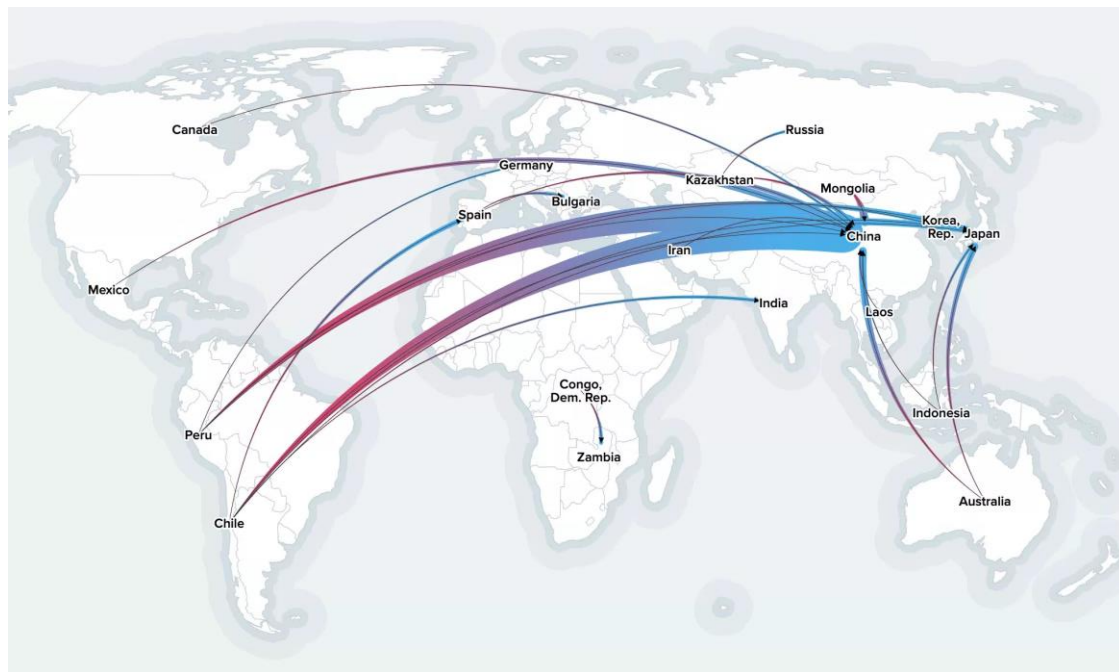 Canada
Russia
Germany
Kazakhstan
Mongolia
Bulgaria
Spain
Korea,
Rep.
Japan
China
Iran
Mexico
India
Laos
Congo,
Dem. Rep.
Indonesia
Peru
Zambia
Australia
Chile